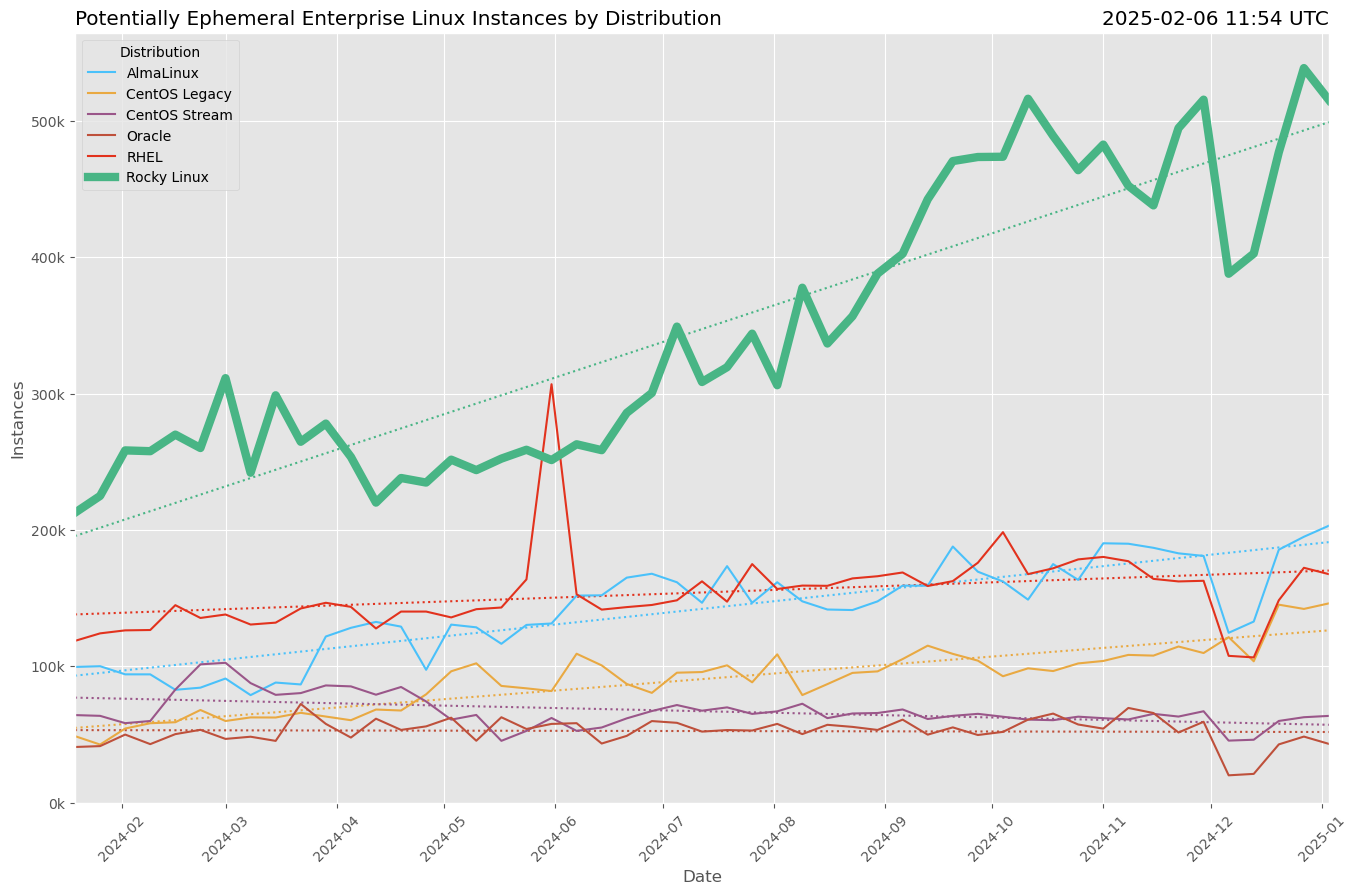 Potentially Ephemeral Enterprise Linux Instances by Distribution
2025-02-06 11:54 UTC
Distribution
AlmaLinux
CentOS Legacy
CentOS Stream
Oracle
RHEL
Rocky Linux
500k
400k
300k
200k
100k
0k
Instances
2024-02
2024-03
2024-04
2024-05
2024-06
2024-07
2024-08
2024-09
2024-10
2024-11
2024-12
2025-01
Date